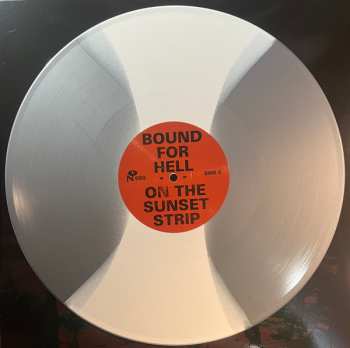 BOUND
FOR
HELL
ON THE
SUNSET
STRIP